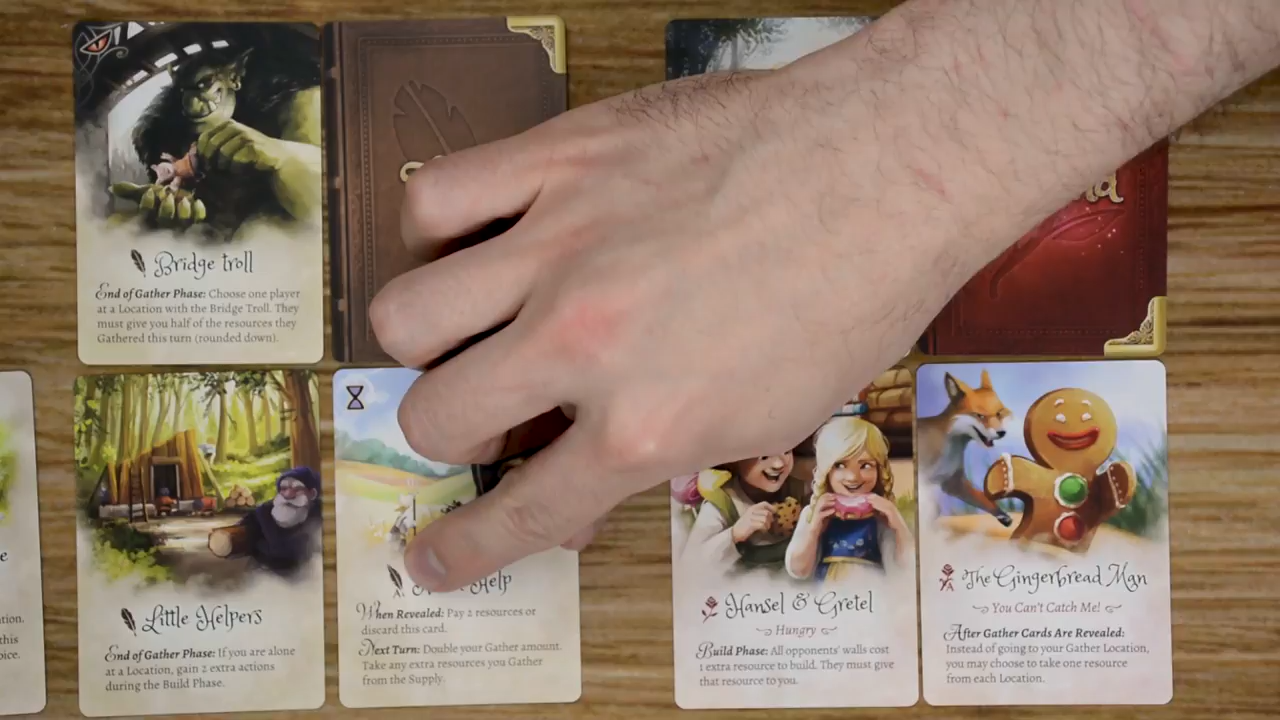 Bridge troll
End of Gather Phase: Choose one player
at a Location with the Bridge Troll. They
must give you half of the resources they
Gathered this turn (rounded down).
Little Helpers
End of Gather Phase: If you are alone
at a Location, gain 2 extra actions
during the Build Phase.
Help
When Revealed: Pay 2 resources or
discard this card.
Next Turn: Double your Gather amount.
Take any extra resources you Gather
from the Supply.
Hansel & Gretel
Hungry
Build Phase: All opponents' walls cost
1 extra resource to build. They must give
that resource to you.
The Gingerbread Man
You Can't Catch Me!
After Gather Cards Are Revealed:
Instead of going to your Gather Location,
you may choose to take one resource
from each Location.